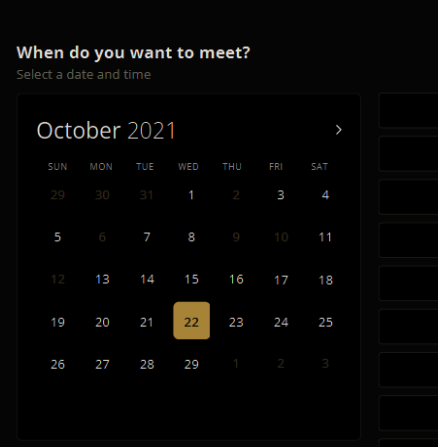 When do you want to meet?
Select a date and time
October 2021 >
SUN MON TUE WED THU FRI SAT
29 30 31 1 2 3 4
5 6 7 8 9 10 11
12 13 14 15 16 17 18
19 20 21 22 23 24 25
26 27 28 29 1 2 3